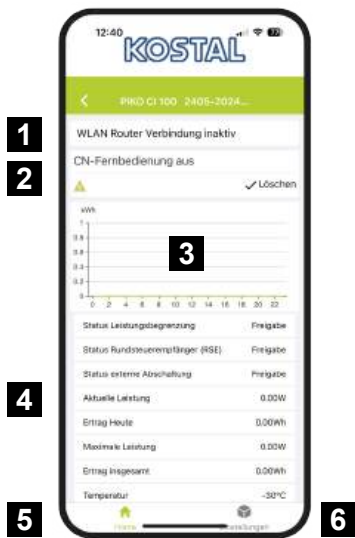 12:40
77
KOSTAL
PIKO CI 100 2405-2024...
1
WLAN Router Verbindung inaktiv
CN-Fernbedienung aus
2
Löschen
kWh
1
0.8
0.6
0.4
0.2
0
0 2 4 6 8 10 12 14 16 18 20 22
3
Status Leistungsbegrenzung Freigabe
Status Rundsteuerempfänger (RSE) Freigabe
Status externe Abschaltung Freigabe
4
Aktuelle Leistung 0.00W
Ertrag Heute 0.00Wh
Maximale Leistung 0.00W
Ertrag insgesamt 0.00Wh
Temperatur -30°C
5
Home
6